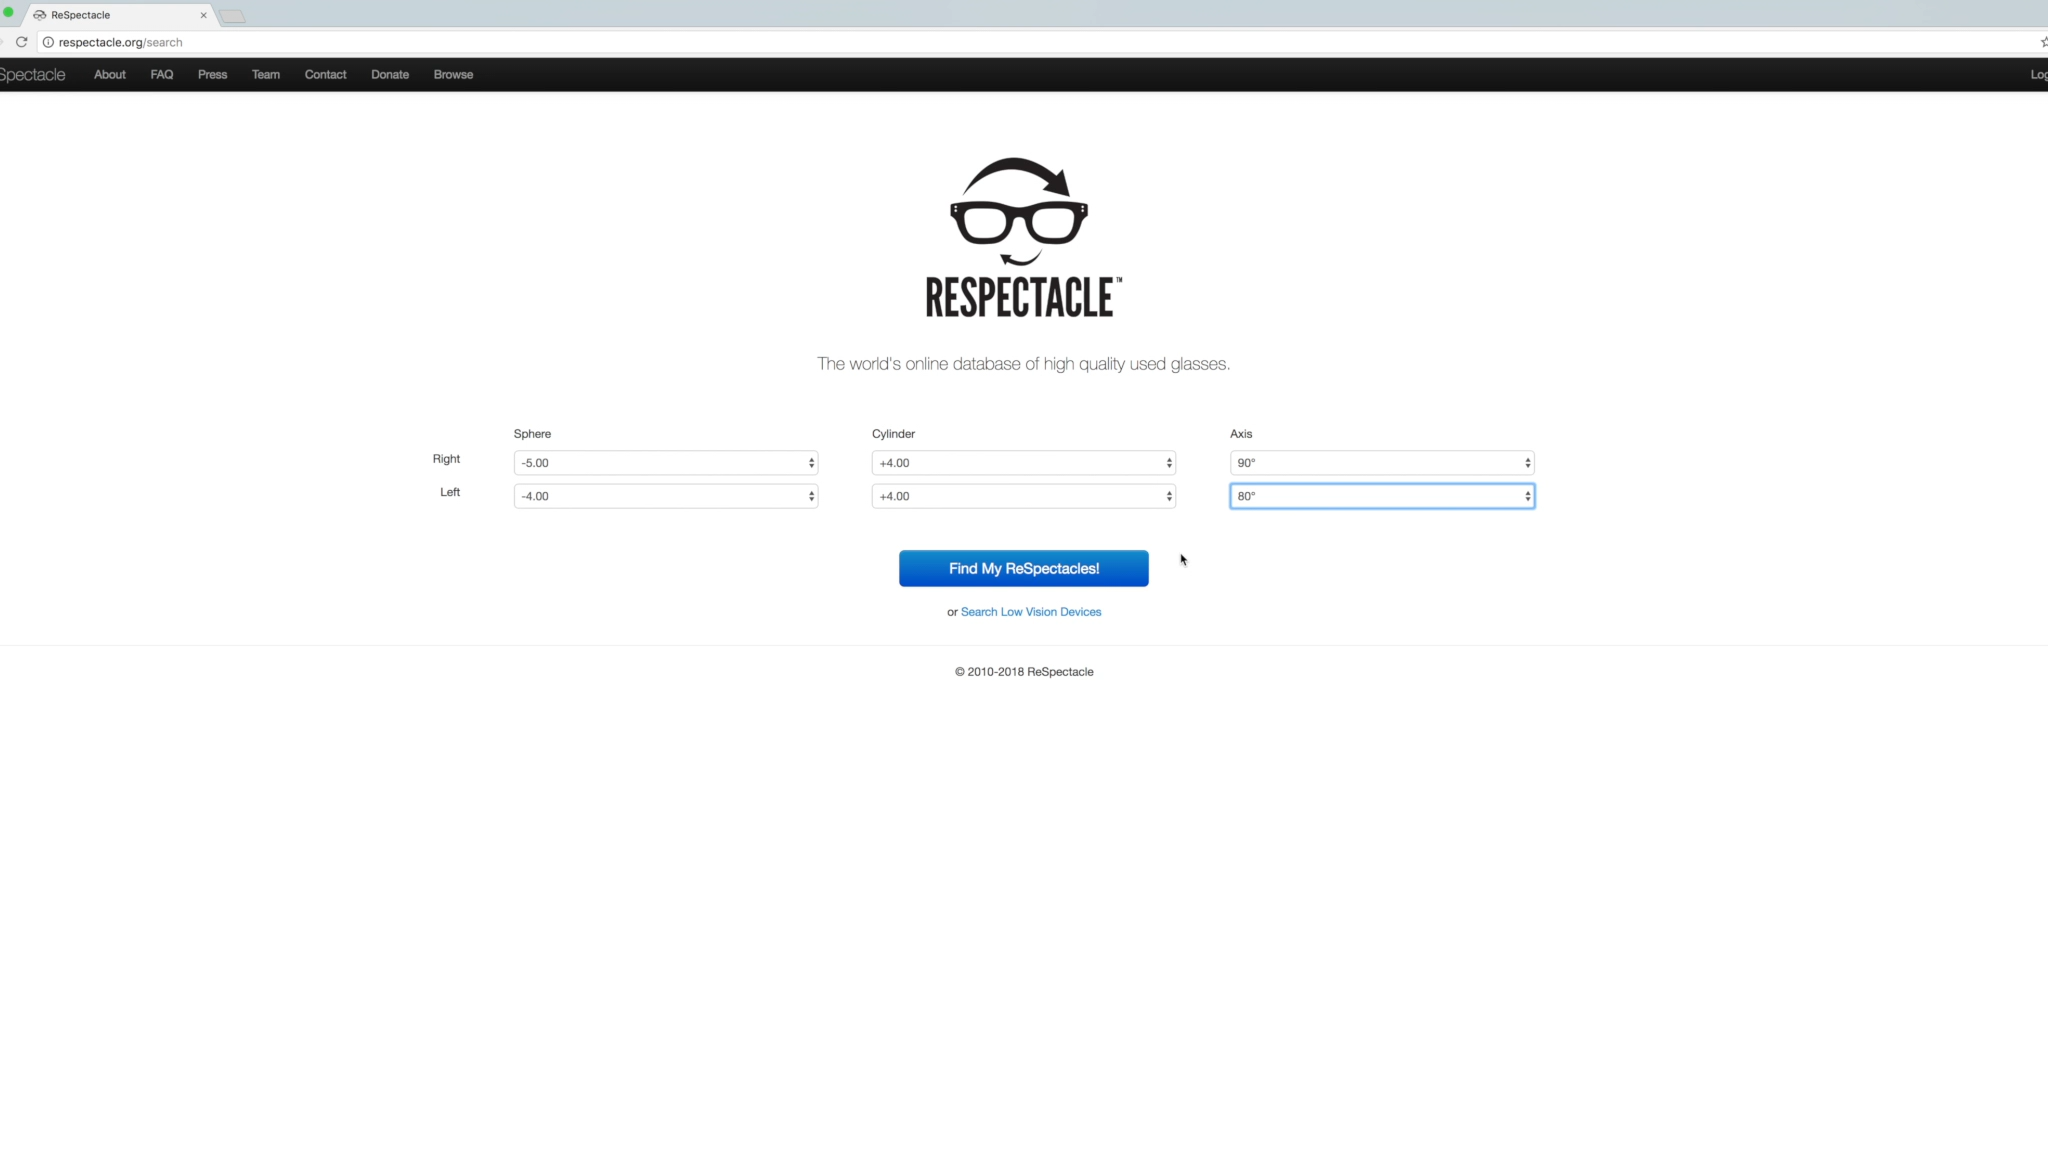 ReSpectacle
respectacle.org/search
Spectacle About FAQ Press Team Contact Donate Browse Log
RESPECTACLE™
The world's online database of high quality used glasses.
Sphere Cylinder Axis
Right -5.00 +4.00 90°
Left -4.00 +4.00 80°
Find My ReSpectacles!
or Search Low Vision Devices
© 2010-2018 ReSpectacle